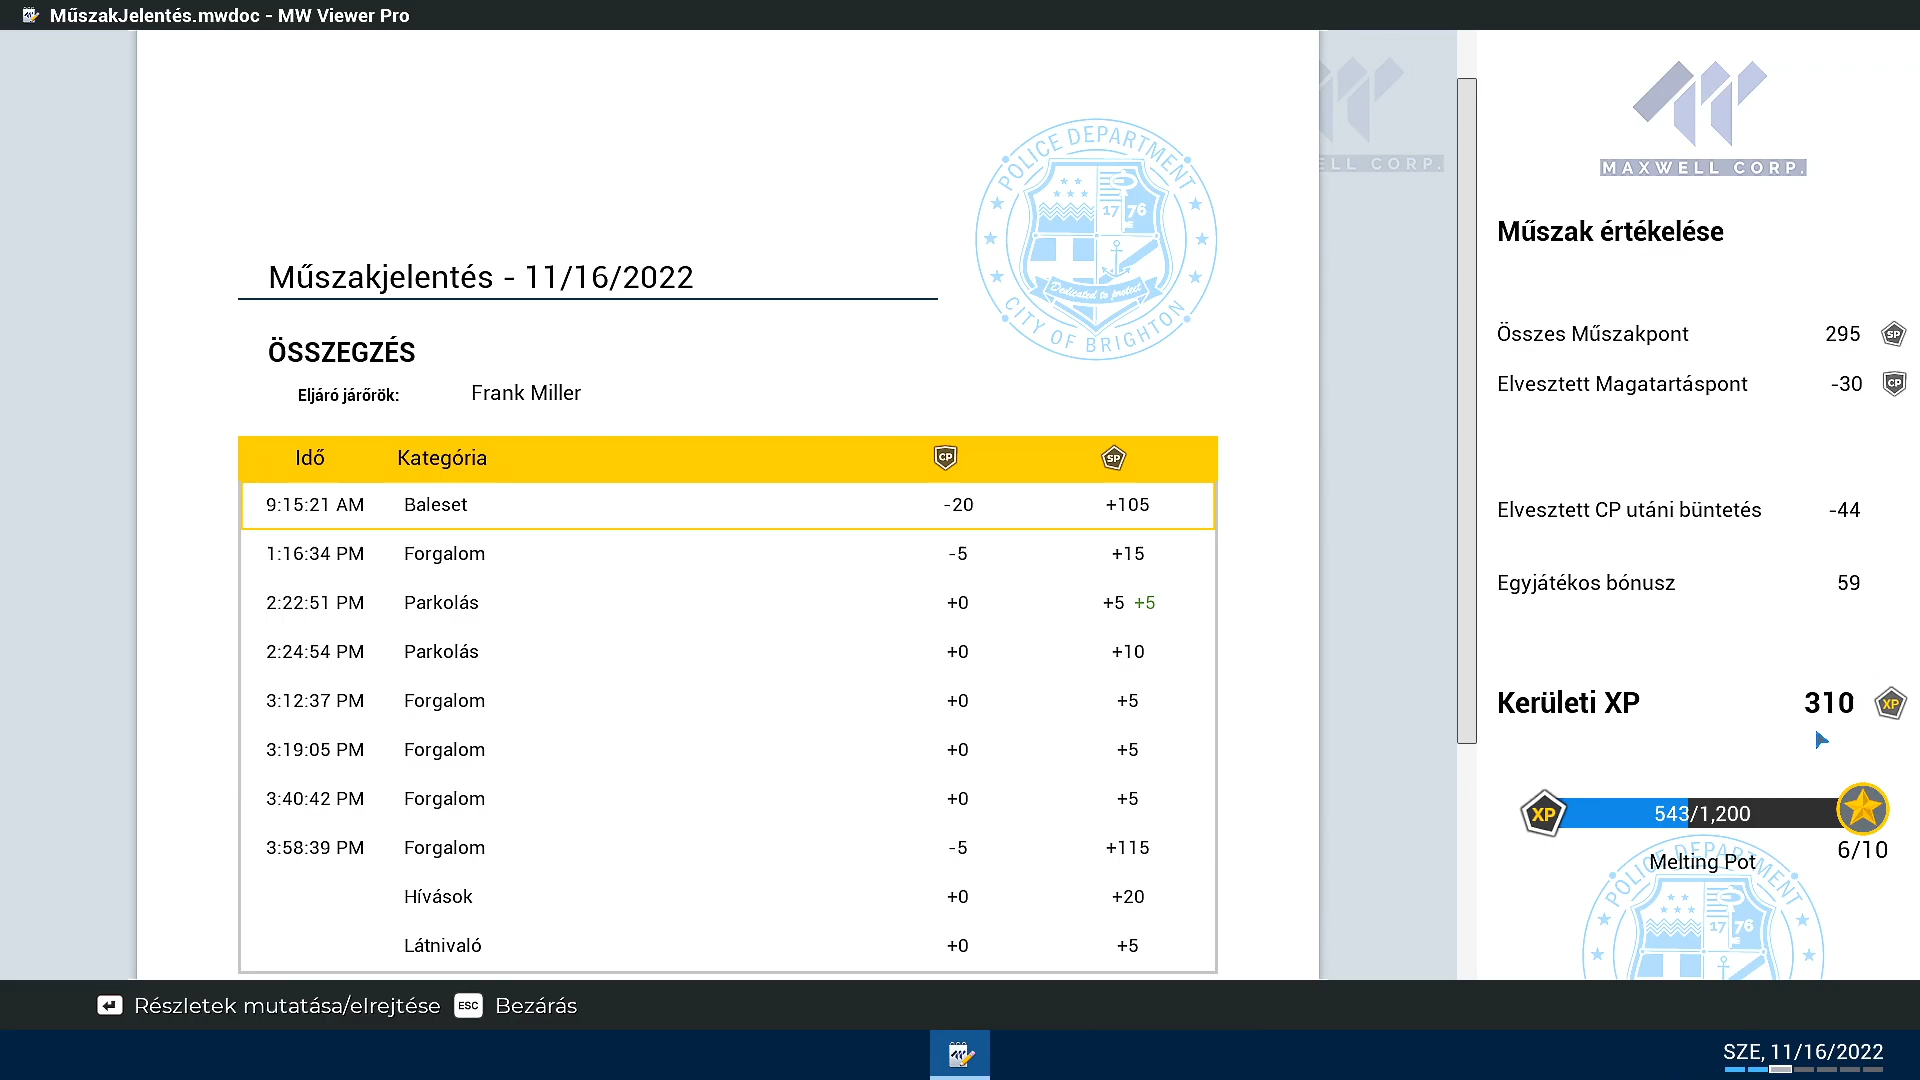 MűszakJelentés.mwdoc - MW Viewer Pro
POLICE DEPARTMENT
1776
Dedicated to protect
CITY OF BRIGHTON
ELL CORP.
MAXWELL CORP.
Műszakjelentés - 11/16/2022
ÖSSZEGZÉS
Eljáró járőrök: Frank Miller
Idő Kategória CP SP
9:15:21 AM Baleset -20 +105
1:16:34 PM Forgalom -5 +15
2:22:51 PM Parkolás +0 +5 +5
2:24:54 PM Parkolás +0 +10
3:12:37 PM Forgalom +0 +5
3:19:05 PM Forgalom +0 +5
3:40:42 PM Forgalom +0 +5
3:58:39 PM Forgalom -5 +115
Hívások +0 +20
Látnivaló +0 +5
Műszak értékelése
Összes Műszakpont 295 SP
Elvesztett Magatartáspont -30 CP
Elvesztett CP utáni büntetés -44
Egyjátékos bónusz 59
Kerületi XP 310 XP
XP 543/1,200
6/10
Melting Pot
POLICE DEPARTMENT
1776
Részletek mutatása/elrejtése ESC Bezárás
SZE, 11/16/2022